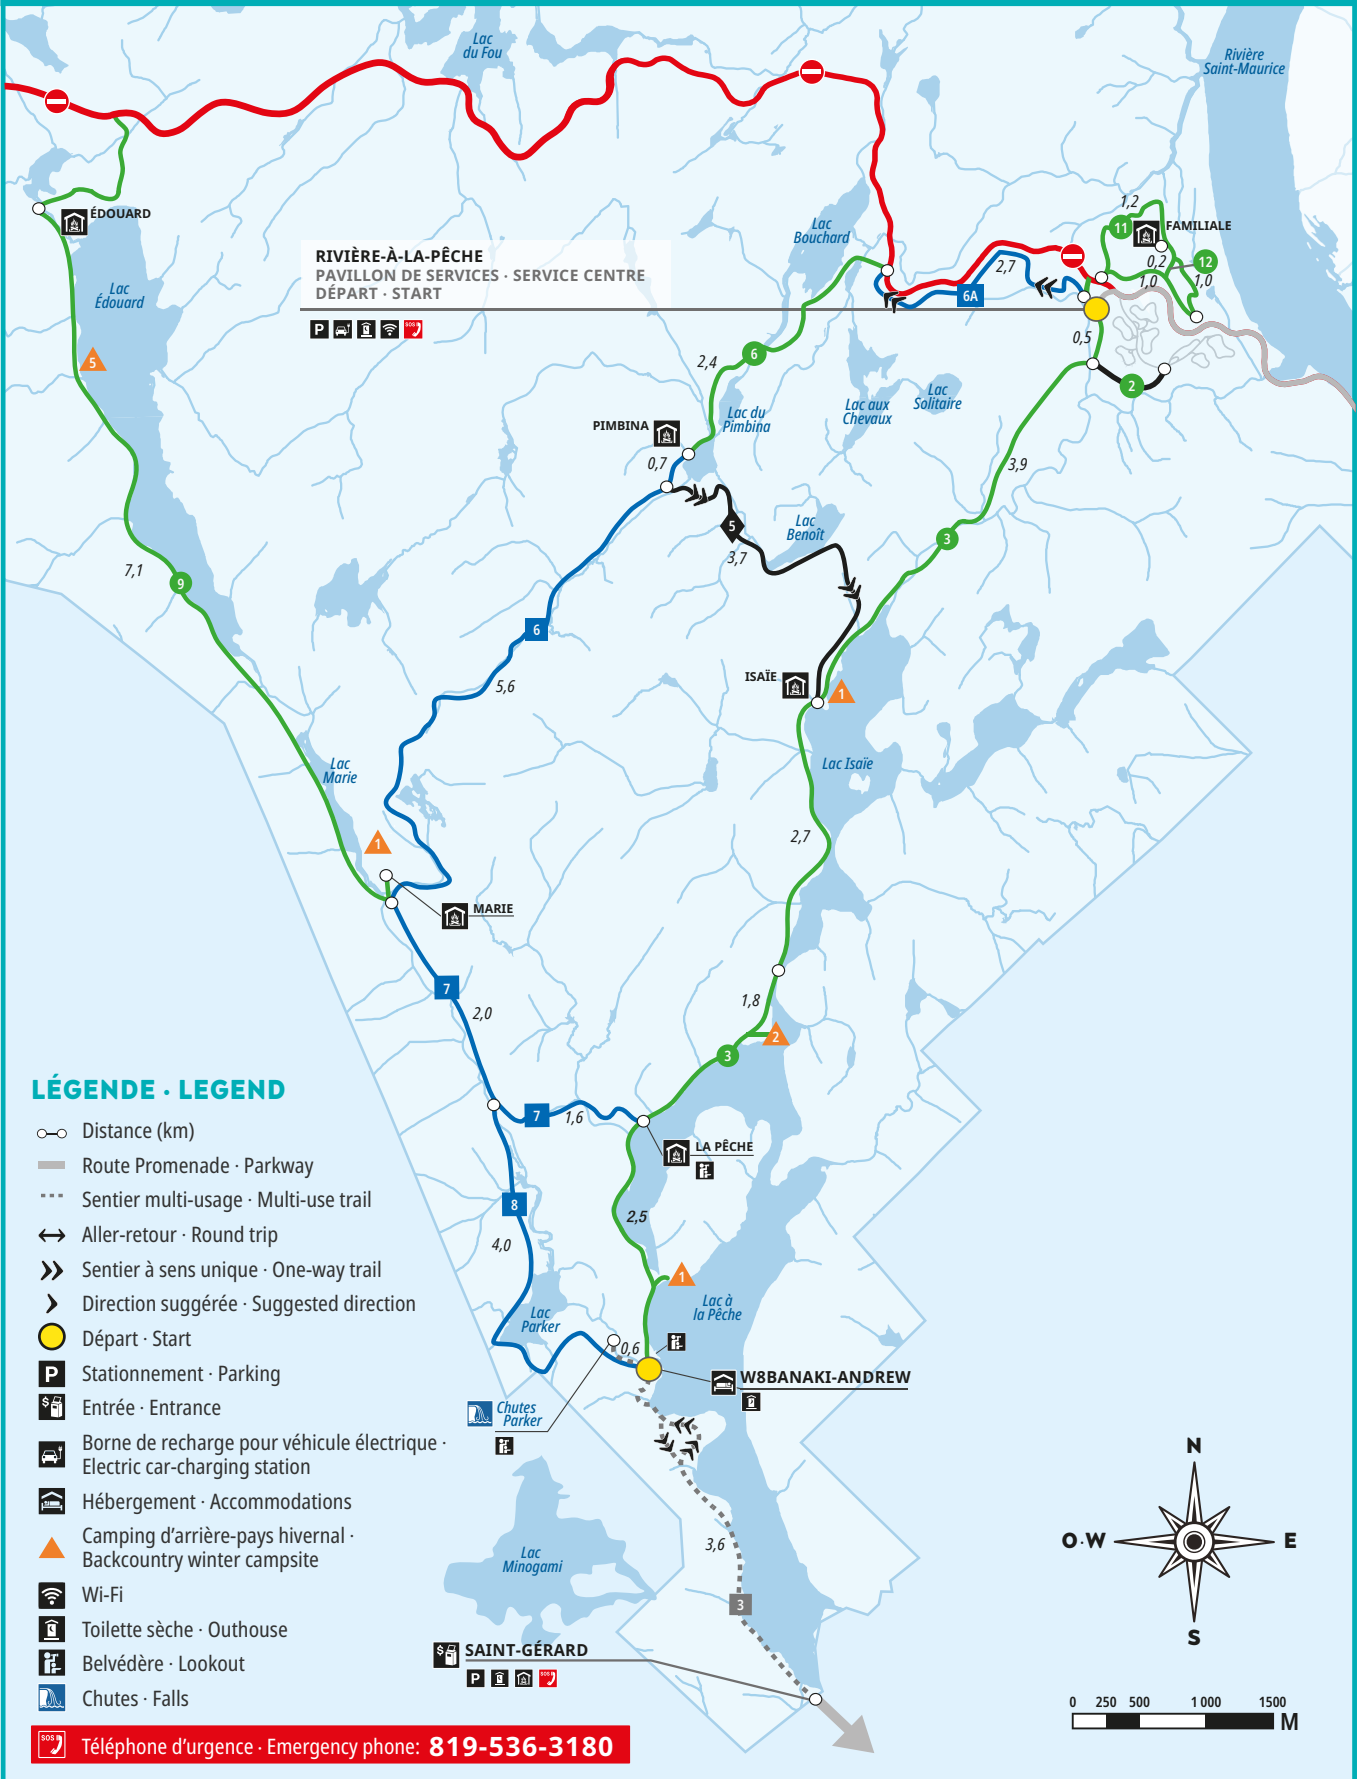 Lac
du Fou
Rivière
Saint-Maurice
ÉDOUARD
Lac
Édouard
RIVIÈRE-À-LA-PÊCHE
PAVILLON DE SERVICES · SERVICE CENTRE
DÉPART · START
P
SOS
Lac
Bouchard
2,7
6A
1,2
11
FAMILIALE
0,2
12
1,0
1,0
0,5
2
5
6
2,4
Lac du
Pimbina
Lac aux
Chevaux
Lac
Solitaire
PIMBINA
0,7
3,9
5
3,7
Lac
Benoît
3
7,1
9
6
5,6
ISAÏE
1
Lac Isaïe
Lac
Marie
2,7
1
MARIE
7
2,0
1,8
2
3
7
1,6
LA PÊCHE
8
4,0
2,5
1
Lac à
la Pêche
Lac
Parker
0,6
W8BANAKI-ANDREW
Chutes
Parker
Lac
Minogami
3,6
3
SAINT-GÉRARD
$
P
SOS
LÉGENDE · LEGEND
Distance (km)
Route Promenade · Parkway
Sentier multi-usage · Multi-use trail
Aller-retour · Round trip
Sentier à sens unique · One-way trail
Direction suggérée · Suggested direction
Départ · Start
P Stationnement · Parking
$ Entrée · Entrance
Borne de recharge pour véhicule électrique ·
Electric car-charging station
Hébergement · Accommodations
Camping d'arrière-pays hivernal ·
Backcountry winter campsite
Wi-Fi
Toilette sèche · Outhouse
Belvédère · Lookout
Chutes · Falls
SOS Téléphone d'urgence · Emergency phone: 819-536-3180
N
O·W
E
S
0 250 500 1 000 1500
M